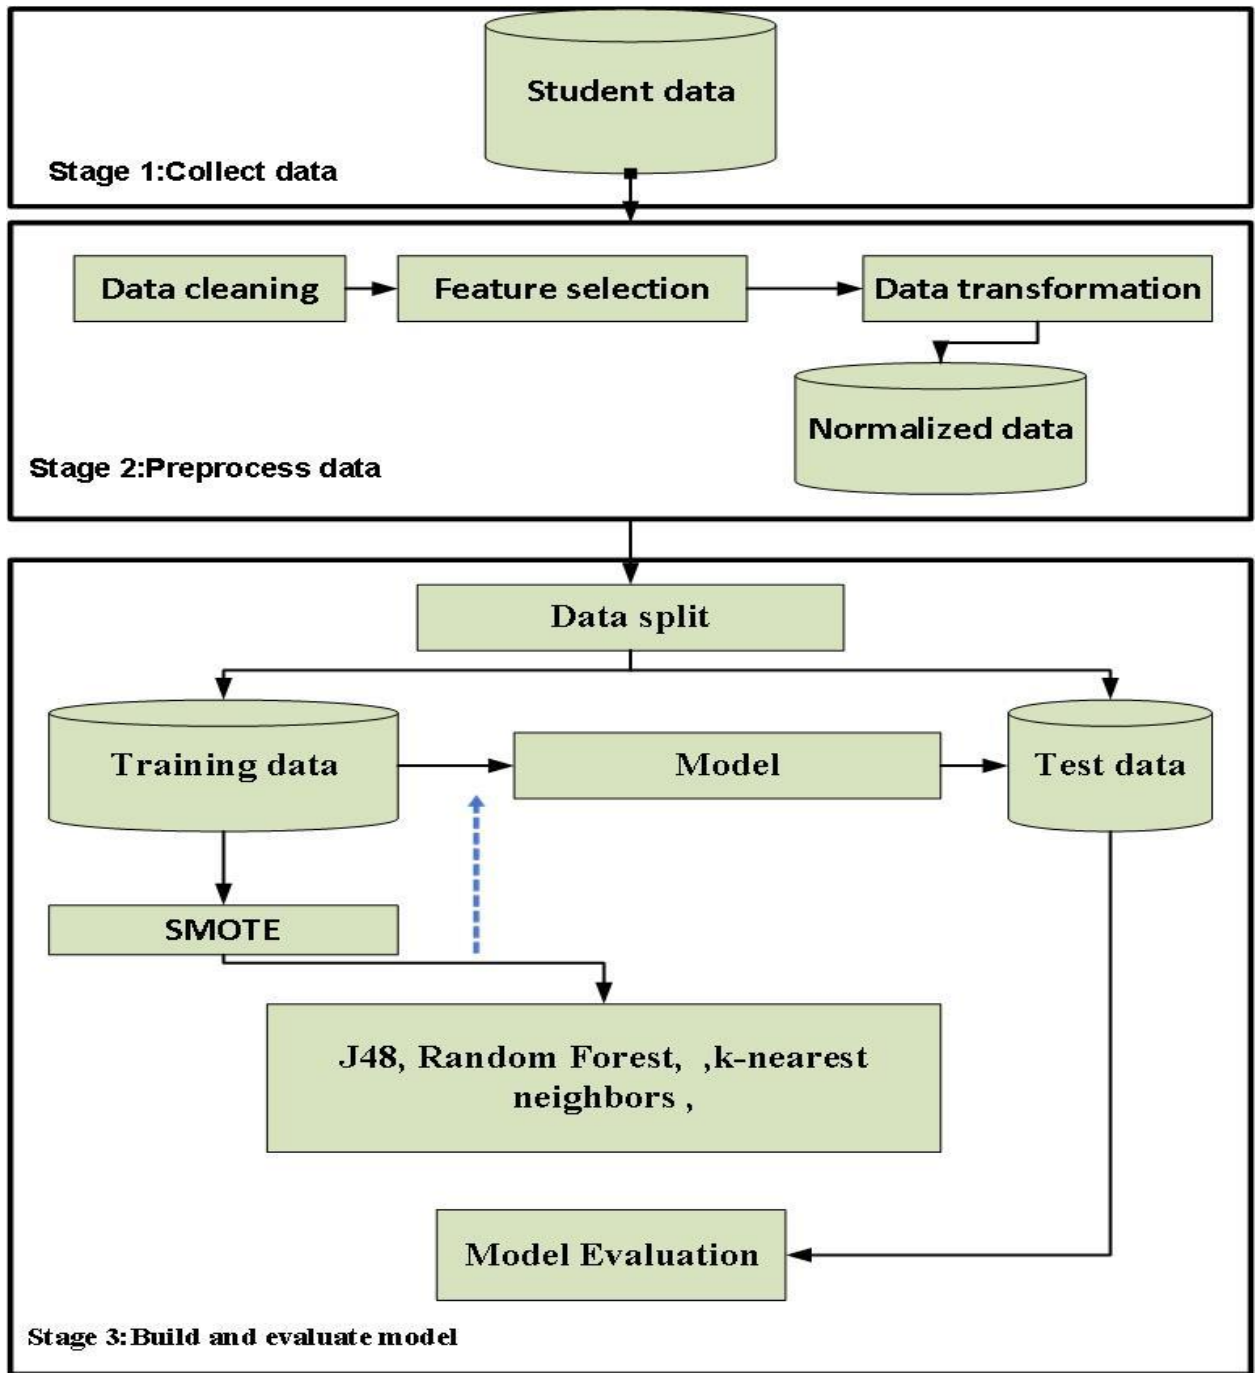 Student data
Stage 1:Collect data
Data cleaning
Feature selection
Data transformation
Normalized data
Stage 2:Preprocess data
Data split
Training data
Model
Test data
SMOTE
J48, Random Forest, ,k-nearest
neighbors ,
Model Evaluation
Stage 3:Build and evaluate model